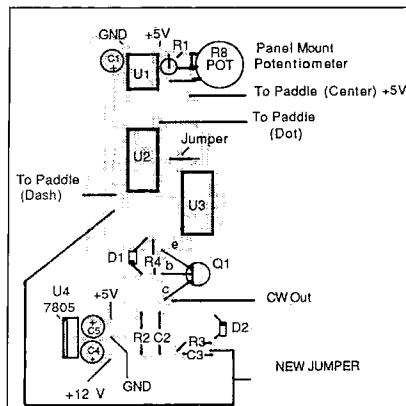 GND
+5V
R1
R8
POT
C1
U1
Panel Mount
Potentiometer
To Paddle (Center) +5V
To Paddle
(Dot)
Jumper
U2
To Paddle
(Dash)
U3
e
D1
R4
b
Q1
c
U4
7805
+5V
CW Out
C5
R2
C2
D2
R3
C4
C3
+12 V
GND
NEW JUMPER